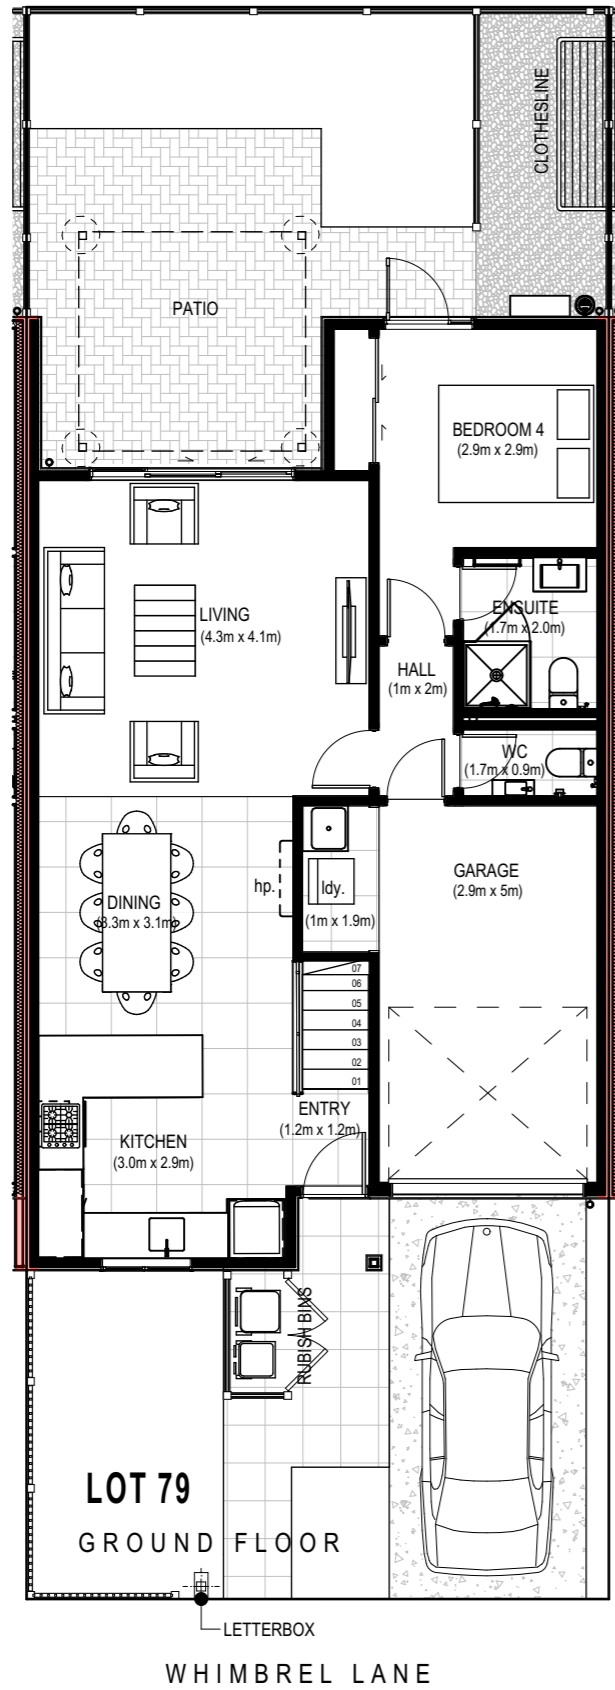 CLOTHESLINE
PATIO
BEDROOM 4
(2.9m x 2.9m)
LIVING
(4.3m x 4.1m)
ENSUITE
(1.7m x 2.0m)
HALL
(1m x 2m)
WC
(1.7m x 0.9m)
GARAGE
(2.9m x 5m)
hp.
ldy.
(1m x 1.9m)
DINING
(3.3m x 3.1m)
07
06
05
04
03
02
01
ENTRY
(1.2m x 1.2m)
KITCHEN
(3.0m x 2.9m)
RUBISH BINS
LOT 79
GROUND FLOOR
LETTERBOX
WHIMBREL LANE